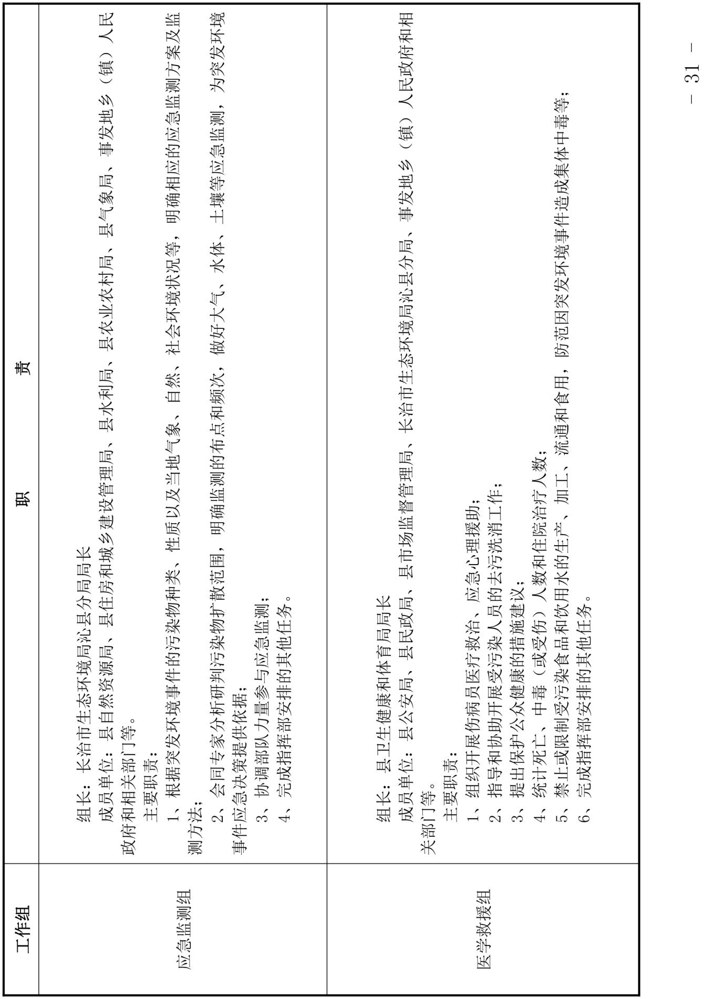 工作组
职 责
应急监测组
组长：长治市生态环境局沁县分局局长
成员单位：县自然资源局、县住房和城乡建设管理局、县水利局、县农业农村局、县气象局、事发地乡（镇）人民
政府和相关部门等。
主要职责：
1、根据突发环境事件的污染物种类、性质以及当地气象、自然、社会环境状况等，明确相应的应急监测方案及监
测方法；
2、会同专家分析研判污染物扩散范围，明确监测的布点和频次，做好大气、水体、土壤等应急监测，为突发环境
事件应急决策提供依据；
3、协调部队力量参与应急监测；
4、完成指挥部安排的其他任务。
医学救援组
组长：县卫生健康和体育局局长
成员单位：县公安局、县民政局、县市场监督管理局、长治市生态环境局沁县分局、事发地乡（镇）人民政府和相
关部门等。
主要职责：
1、组织开展伤病员医疗救治、应急心理援助；
2、指导和协助开展受污染人员的去污洗消工作；
3、提出保护公众健康的措施建议；
4、统计死亡、中毒（或受伤）人数和住院治疗人数；
5、禁止或限制受污染食品和饮用水的生产、加工、流通和食用，防范因突发环境事件造成集体中毒等；
6、完成指挥部安排的其他任务。
- 31 -